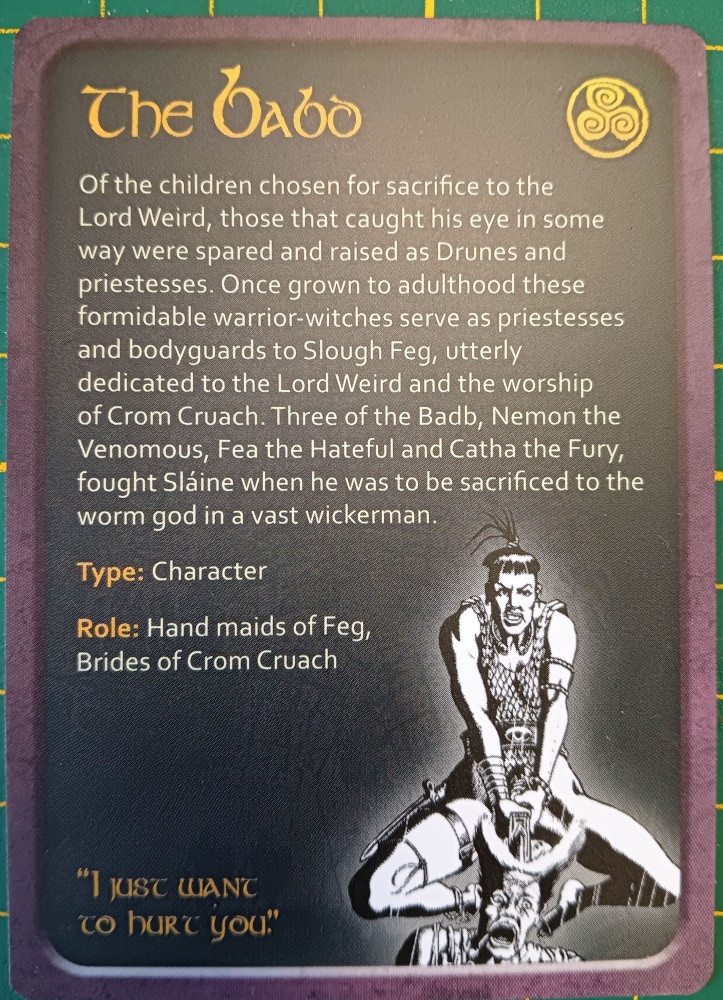 The Badb
Of the children chosen for sacrifice to the
Lord Weird, those that caught his eye in some
way were spared and raised as Drunes and
priestesses. Once grown to adulthood these
formidable warrior-witches serve as priestesses
and bodyguards to Slough Feg, utterly
dedicated to the Lord Weird and the worship
of Crom Cruach. Three of the Badb, Nemon the
Venomous, Fea the Hateful and Catha the Fury,
fought Sláine when he was to be sacrificed to the
worm god in a vast wickerman.
Type: Character
Role: Hand maids of Feg,
Brides of Crom Cruach
"I just want
to hurt you."